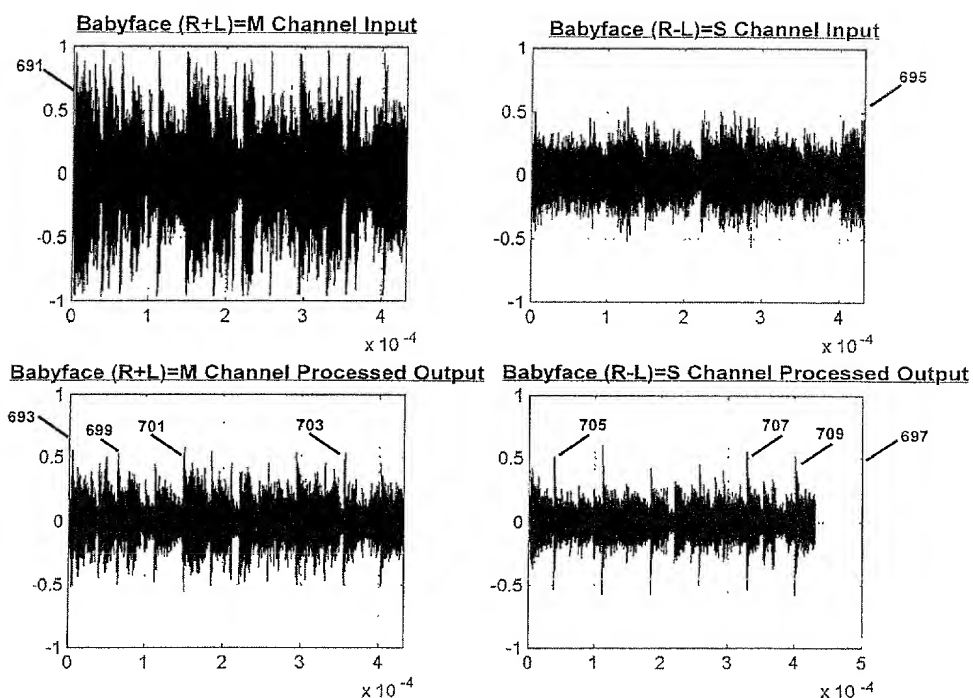 Babyface (R+L)=M Channel Input
691
1
0.5
0
-0.5
-1
0 1 2 3 4
x 10⁻⁴
Babyface (R-L)=S Channel Input
695
1
0.5
0
-0.5
-1
0 1 2 3 4
x 10⁻⁴
Babyface (R+L)=M Channel Processed Output
693
699
701
703
1
0.5
0
-0.5
-1
0 1 2 3 4
x 10⁻⁴
Babyface (R-L)=S Channel Processed Output
705
707
709
697
1
0.5
0
-0.5
-1
0 1 2 3 4 5
x 10⁻⁴